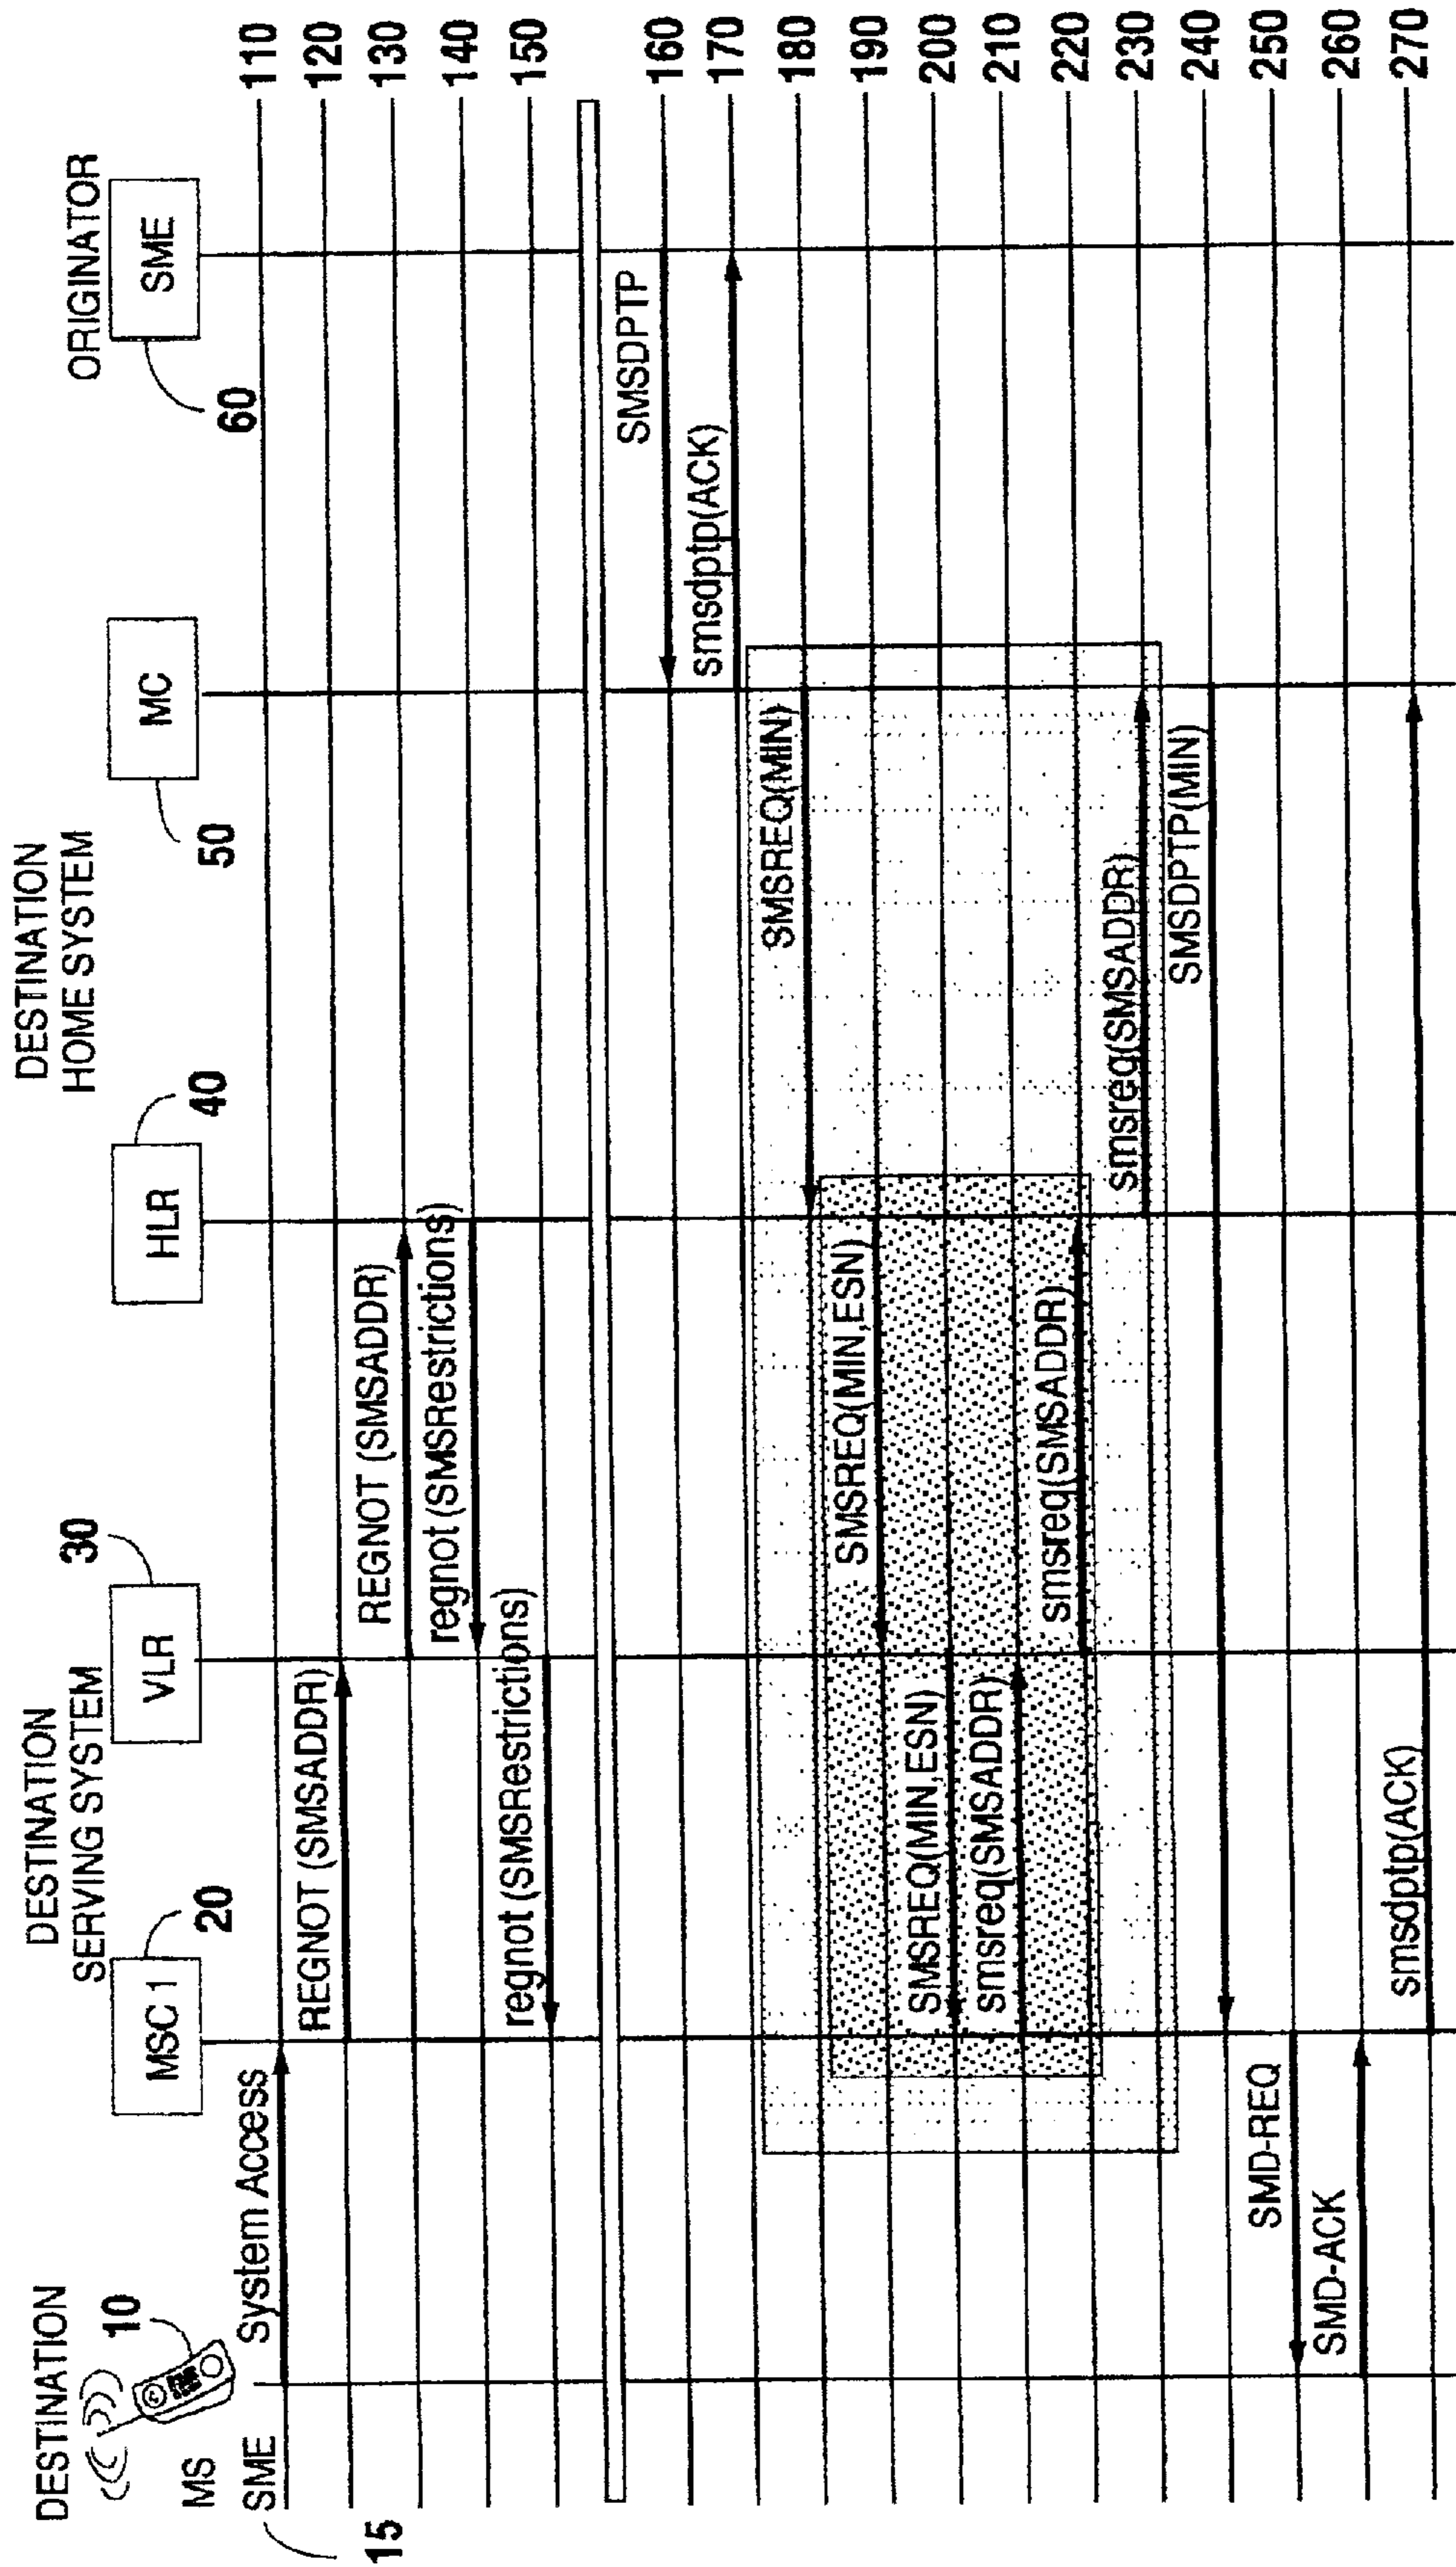 DESTINATION
MS
10
SME
15
DESTINATION
SERVING SYSTEM
MSC 1
20
VLR
30
DESTINATION
HOME SYSTEM
HLR
40
MC
50
ORIGINATOR
SME
60
System Access
110
REGNOT (SMSADDR)
120
REGNOT (SMSADDR)
130
regnot (SMSRestrictions)
140
regnot (SMSRestrictions)
150
SMSDPTP
160
smsdptp(ACK)
170
SMSREQ(MIN)
180
SMSREQ(MIN,ESN)
190
SMSREQ(MIN,ESN)
200
smsreq(SMSADDR)
210
smsreq(SMSADDR)
220
smsreq(SMSADDR)
230
SMSDPTP(MIN)
240
SMD-REQ
250
SMD-ACK
260
smsdptp(ACK)
270